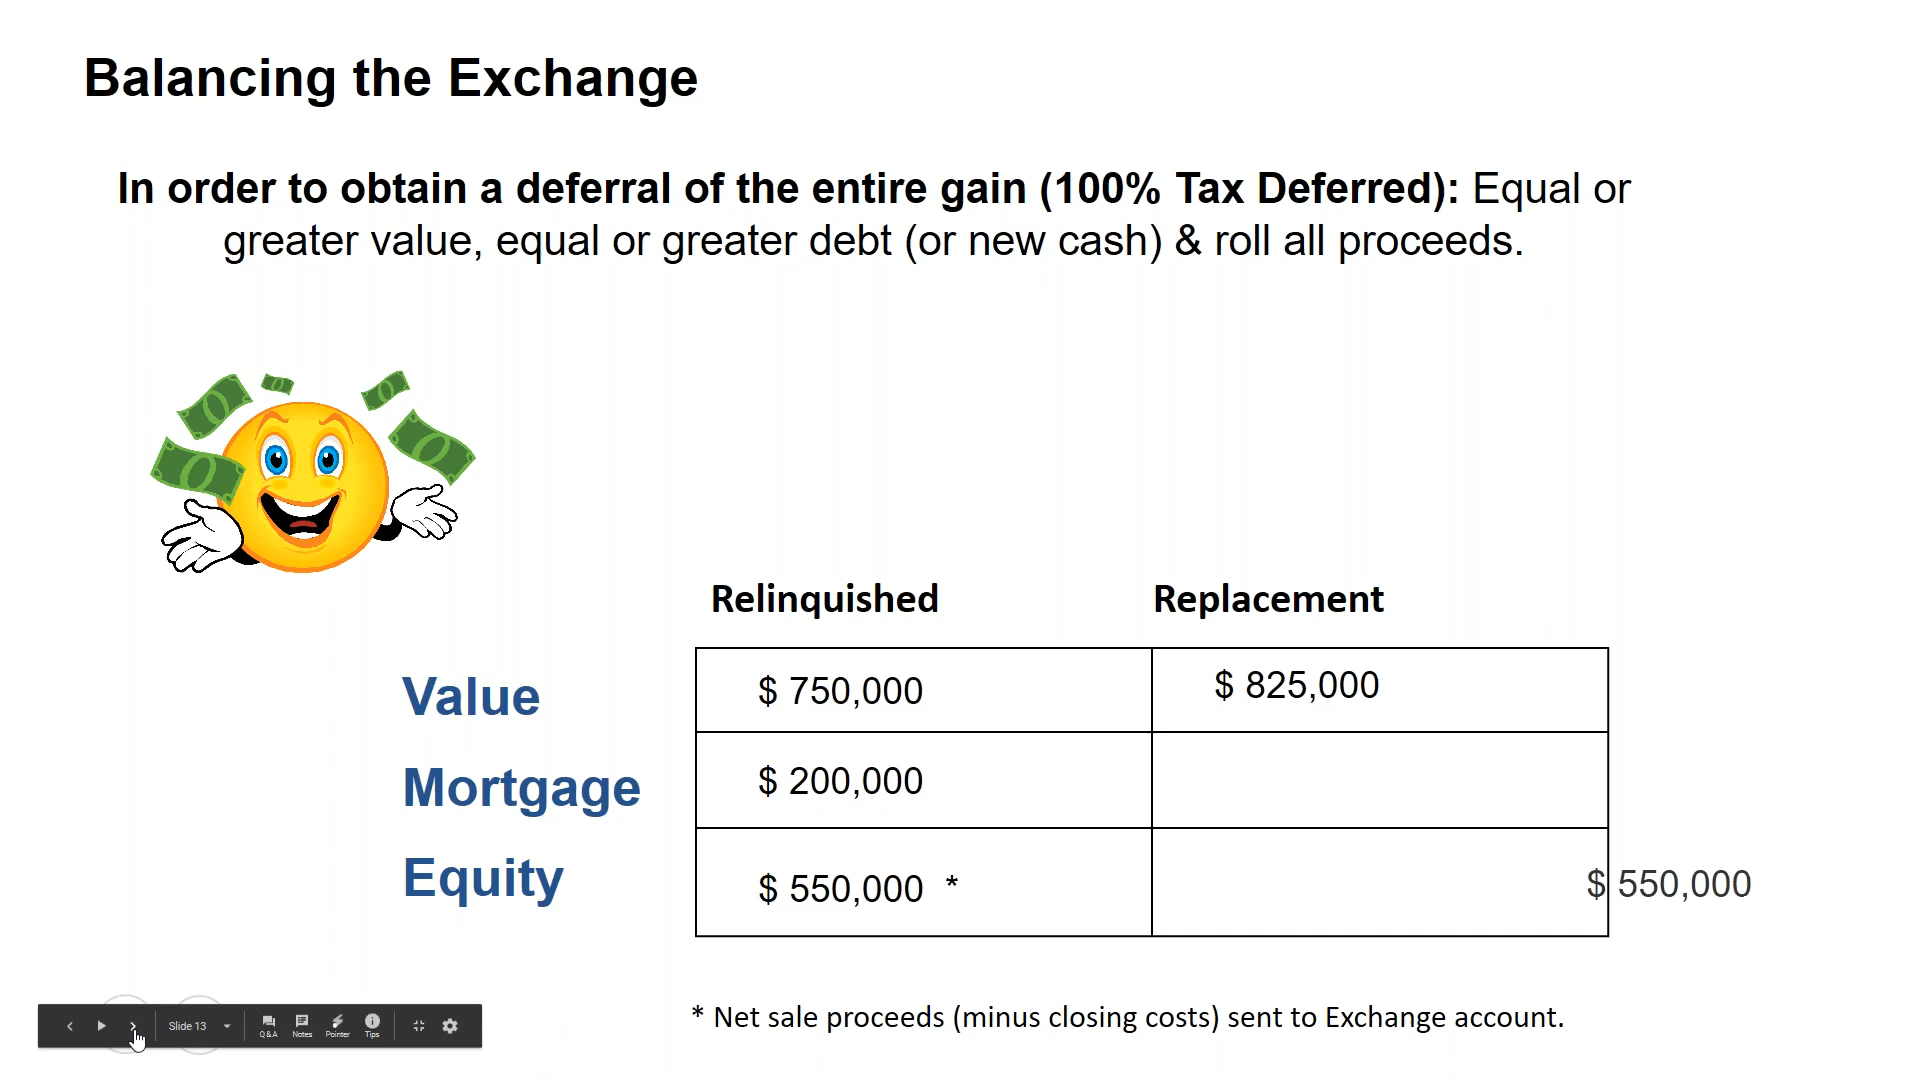 Balancing the Exchange
In order to obtain a deferral of the entire gain (100% Tax Deferred): Equal or
greater value, equal or greater debt (or new cash) & roll all proceeds.
Relinquished Replacement
Value $ 750,000 $ 825,000
Mortgage $ 200,000
Equity $ 550,000 * $ 550,000
* Net sale proceeds (minus closing costs) sent to Exchange account.
Slide 13 Q&A Notes Pointer Tips